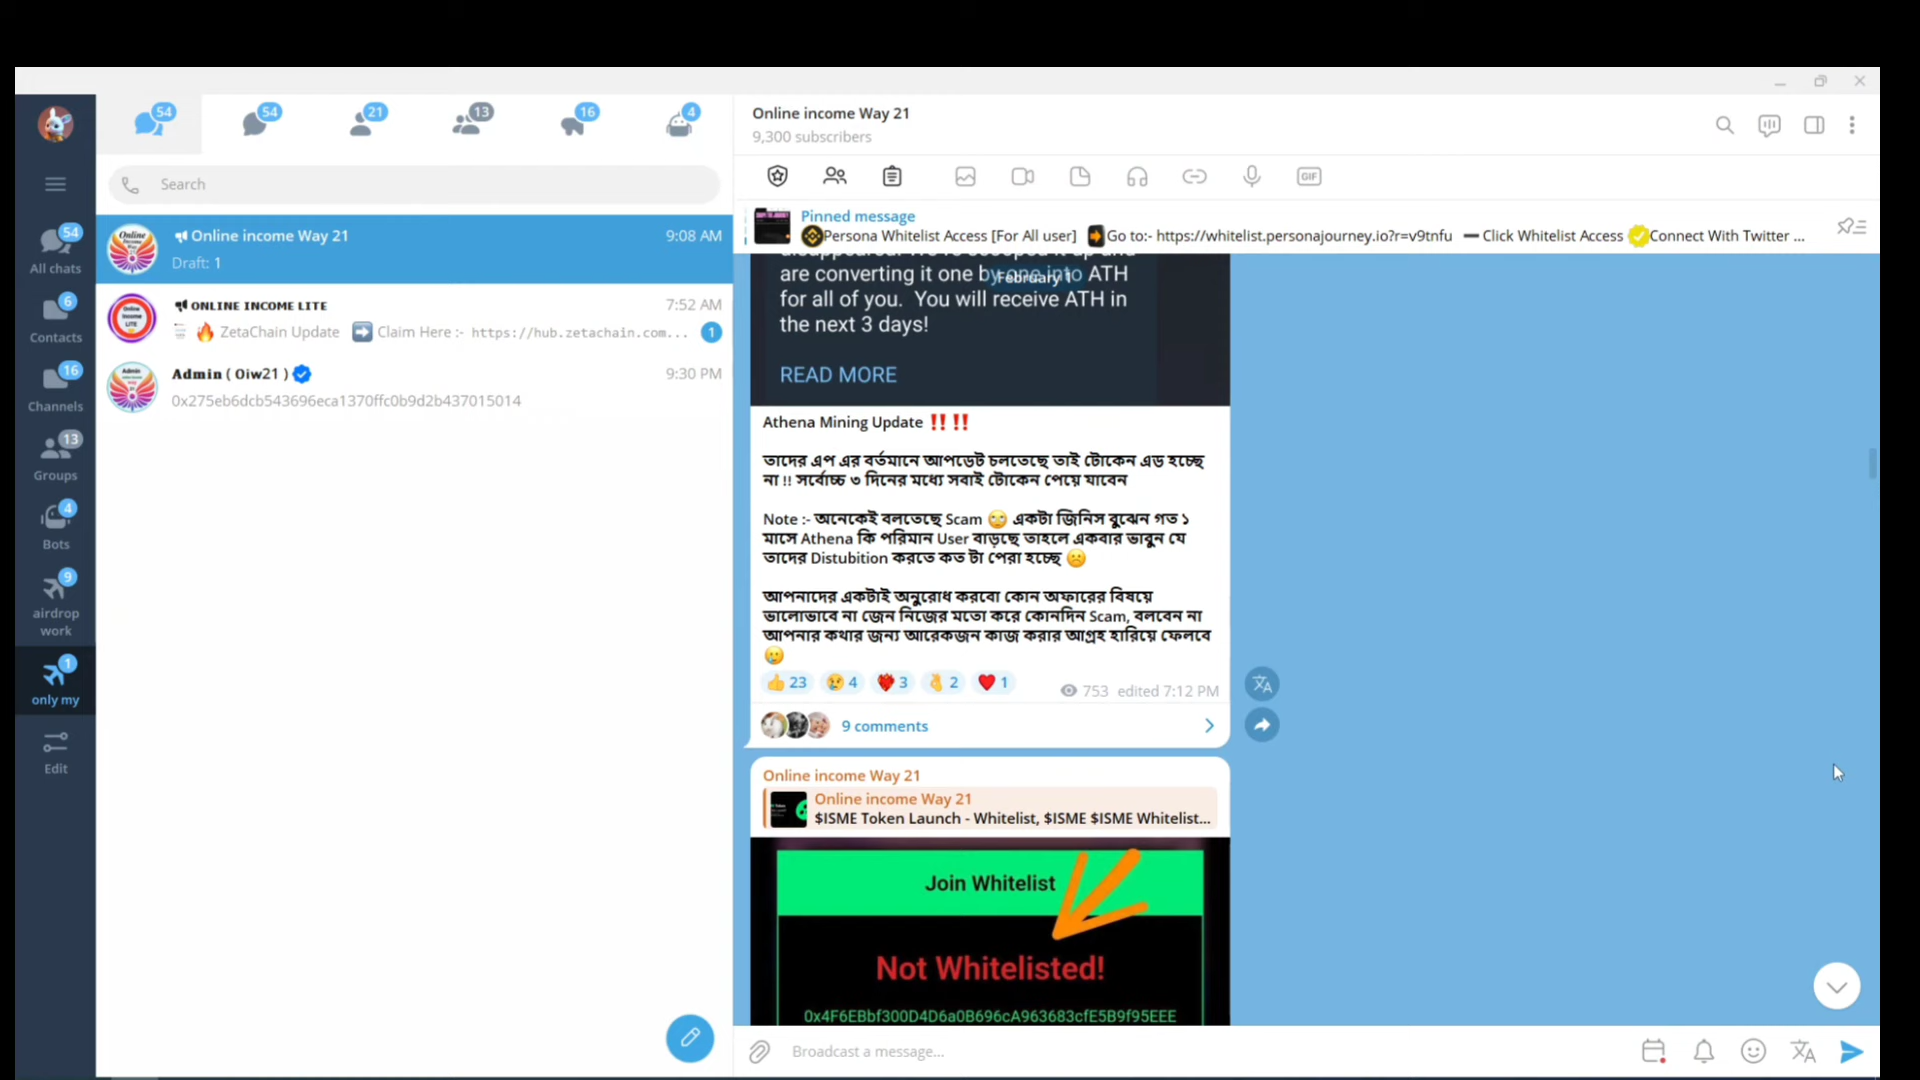 54
54
21
13
16
4
Search
54
All chats
6
Contacts
16
Channels
13
Groups
4
Bots
9
airdrop
work
1
only my
Edit
Online income Way 21
9:08 AM
Draft: 1
ONLINE INCOME LITE
7:52 AM
🔥 ZetaChain Update ➡️ Claim Here :- https://hub.zetachain.com...
1
Admin ( Oiw21 )
9:30 PM
0x275eb6dcb543696eca1370ffc0b9d2b437015014
Online income Way 21
9,300 subscribers
GIF
Pinned message
Persona Whitelist Access [For All user] Go to:- https://whitelist.personajourney.io?r=v9tnfu — Click Whitelist Access Connect With Twitter ...
February 1
are converting it one by one into ATH
for all of you. You will receive ATH in
the next 3 days!
READ MORE
Athena Mining Update ‼️ ‼️
তাদের এপ এর বর্তমানে আপডেট চলতেছে তাই টোকেন এড হচ্ছে
না !! সর্বোচ্চ ৩ দিনের মধ্যে সবাই টোকেন পেয়ে যাবেন
Note :- অনেকেই বলতেছে Scam 🙄 একটা জিনিস বুঝেন গত ১
মাসে Athena কি পরিমান User বাড়ছে তাহলে একবার ভাবুন যে
তাদের Distubition করতে কত টা পেরা হচ্ছে ☹️
আপনাদের একটাই অনুরোধ করবো কোন অফারের বিষয়ে
ভালোভাবে না জেন নিজের মতো করে কোনদিন Scam, বলবেন না
আপনার কথার জন্য আরেকজন কাজ করার আগ্রহ হারিয়ে ফেলবে
🥲
👍 23 😢 4 ❤️‍🔥 3 🫰 2 ❤️ 1
753 edited 7:12 PM
9 comments
Online income Way 21
Online income Way 21
$ISME Token Launch - Whitelist, $ISME $ISME Whitelist...
Join Whitelist
Not Whitelisted!
0x4F6EBbf300D4D6a0B696cA963683cfE5B9f95EEE
Broadcast a message...